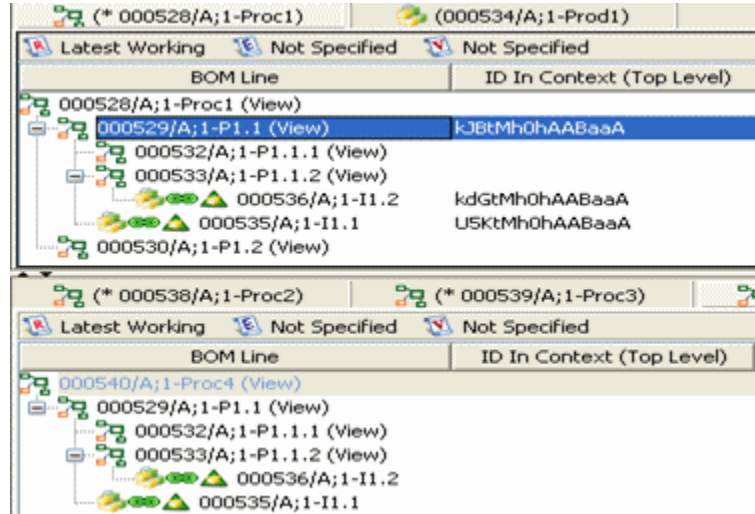 (* 000528/A;1-Proc1) (000534/A;1-Prod1)
Latest Working Not Specified Not Specified
BOM Line ID In Context (Top Level)
000528/A;1-Proc1 (View)
000529/A;1-P1.1 (View) kJBtMh0hAABaaA
000532/A;1-P1.1.1 (View)
000533/A;1-P1.1.2 (View)
000536/A;1-I1.2 kdGtMh0hAABaaA
000535/A;1-I1.1 U5KtMh0hAABaaA
000530/A;1-P1.2 (View)
(* 000538/A;1-Proc2) (* 000539/A;1-Proc3)
Latest Working Not Specified Not Specified
BOM Line ID In Context (Top Level)
000540/A;1-Proc4 (View)
000529/A;1-P1.1 (View)
000532/A;1-P1.1.1 (View)
000533/A;1-P1.1.2 (View)
000536/A;1-I1.2
000535/A;1-I1.1